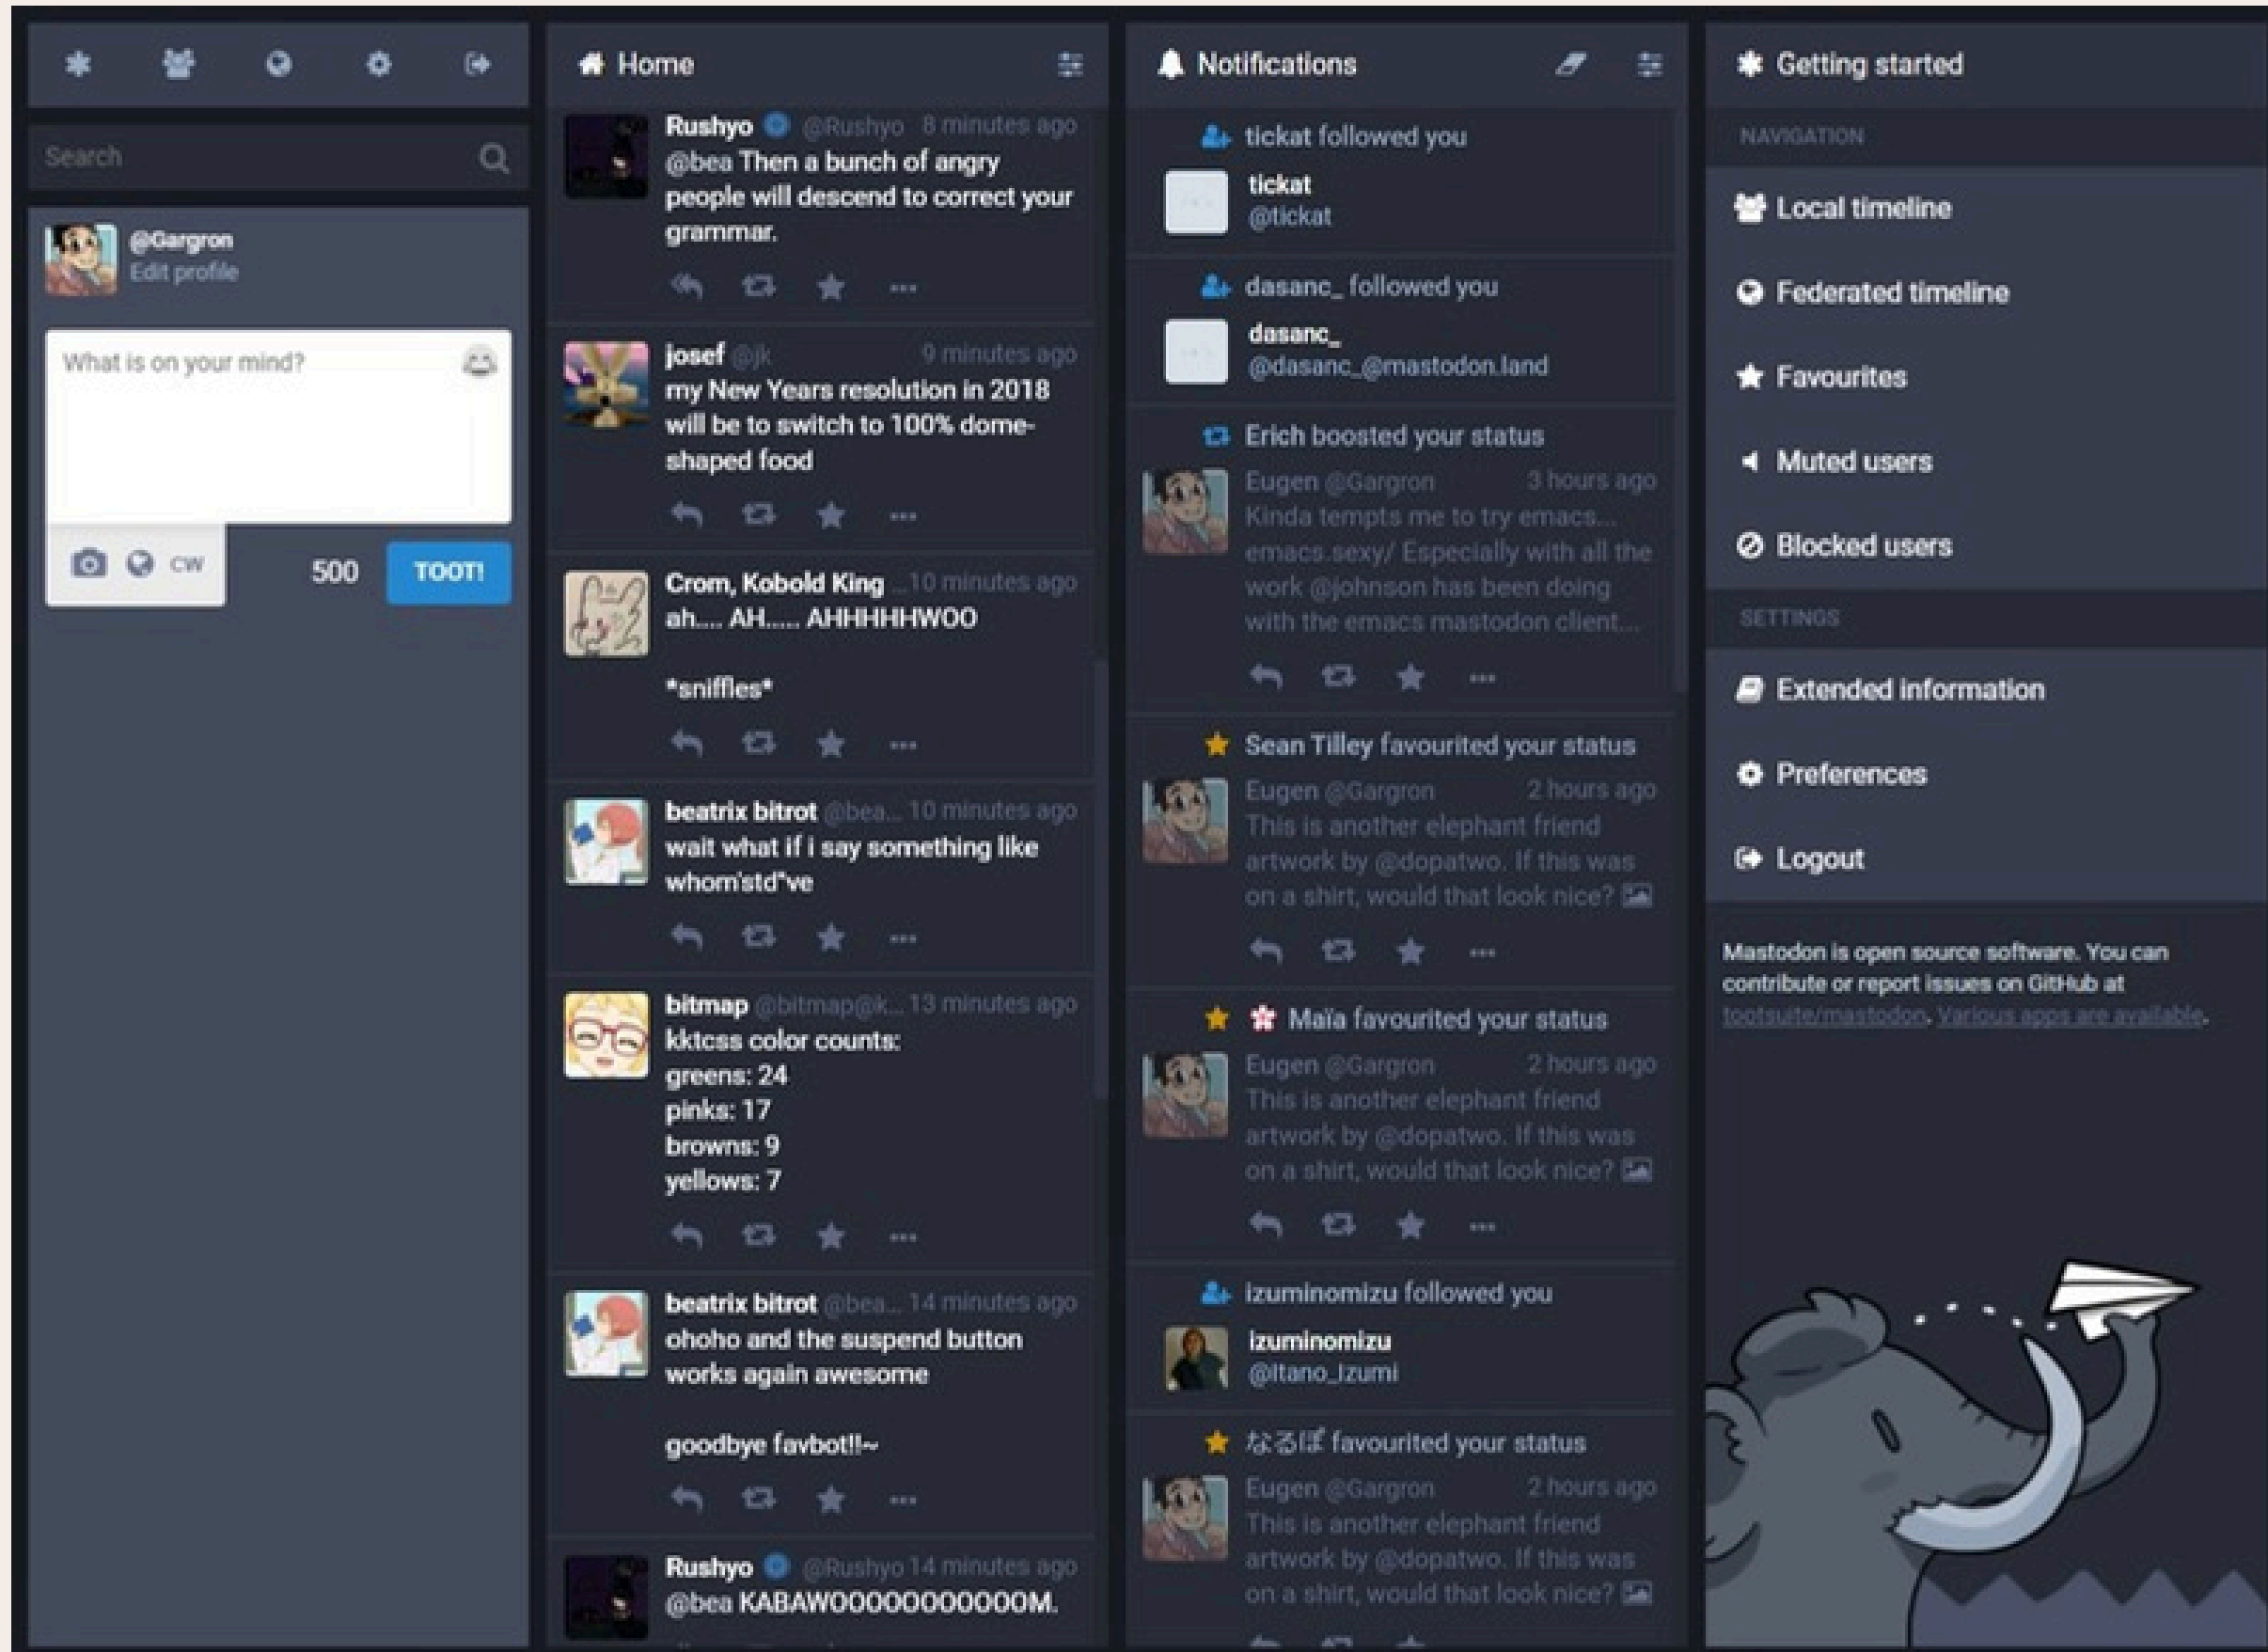 Search
@Gargron
Edit profile
What is on your mind?
CW
500
TOOT!
Home
Rushyo @Rushyo 8 minutes ago
@bea Then a bunch of angry
people will descend to correct your
grammar.
josef @jk 9 minutes ago
my New Years resolution in 2018
will be to switch to 100% dome-
shaped food
Crom, Kobold King ... 10 minutes ago
ah.... AH..... AHHHHHWOO
*sniffles*
beatrix bitrot @bea... 10 minutes ago
wait what if i say something like
whom'std"ve
bitmap @bitmap@k... 13 minutes ago
kktcss color counts:
greens: 24
pinks: 17
browns: 9
yellows: 7
beatrix bitrot @bea... 14 minutes ago
ohoho and the suspend button
works again awesome
goodbye favbot!!~
Rushyo @Rushyo 14 minutes ago
@bea KABAWOOOOOOOOOOOM.
Notifications
tickat followed you
tickat
@tickat
dasanc_ followed you
dasanc_
@dasanc_@mastodon.land
Erich boosted your status
Eugen @Gargron 3 hours ago
Kinda tempts me to try emacs...
emacs.sexy/ Especially with all the
work @johnson has been doing
with the emacs mastodon client...
Sean Tilley favourited your status
Eugen @Gargron 2 hours ago
This is another elephant friend
artwork by @dopatwo. If this was
on a shirt, would that look nice?
Maïa favourited your status
Eugen @Gargron 2 hours ago
This is another elephant friend
artwork by @dopatwo. If this was
on a shirt, would that look nice?
izuminomizu followed you
izuminomizu
@Itano_Izumi
なるぼ favourited your status
Eugen @Gargron 2 hours ago
This is another elephant friend
artwork by @dopatwo. If this was
on a shirt, would that look nice?
Getting started
NAVIGATION
Local timeline
Federated timeline
Favourites
Muted users
Blocked users
SETTINGS
Extended information
Preferences
Logout
Mastodon is open source software. You can
contribute or report issues on GitHub at
tootsuite/mastodon. Various apps are available.